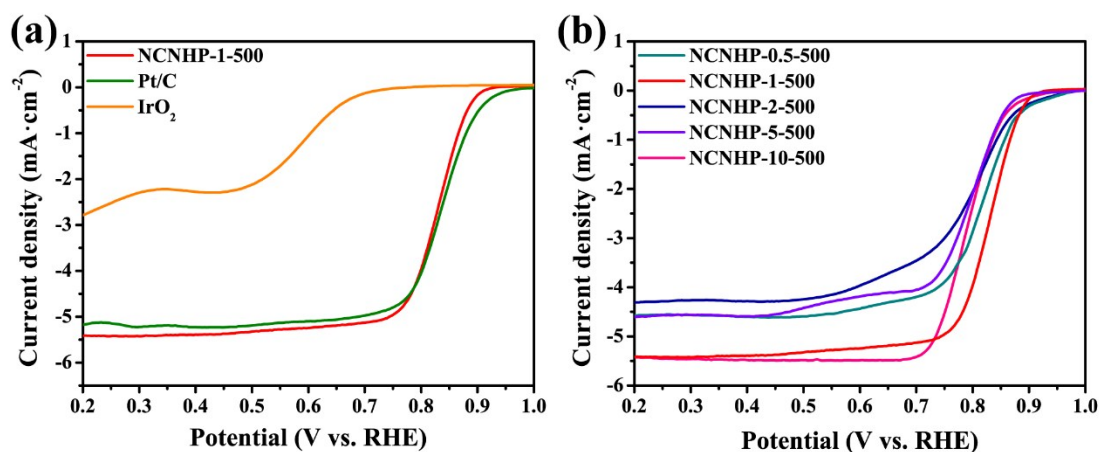 (a)
NCNHP-1-500
Pt/C
IrO₂
Current density (mA·cm⁻²)
1
0
-1
-2
-3
-4
-5
-6
0.2 0.3 0.4 0.5 0.6 0.7 0.8 0.9 1.0
Potential (V vs. RHE)
(b)
NCNHP-0.5-500
NCNHP-1-500
NCNHP-2-500
NCNHP-5-500
NCNHP-10-500
Current density (mA·cm⁻²)
1
0
-1
-2
-3
-4
-5
-6
0.2 0.3 0.4 0.5 0.6 0.7 0.8 0.9 1.0
Potential (V vs. RHE)